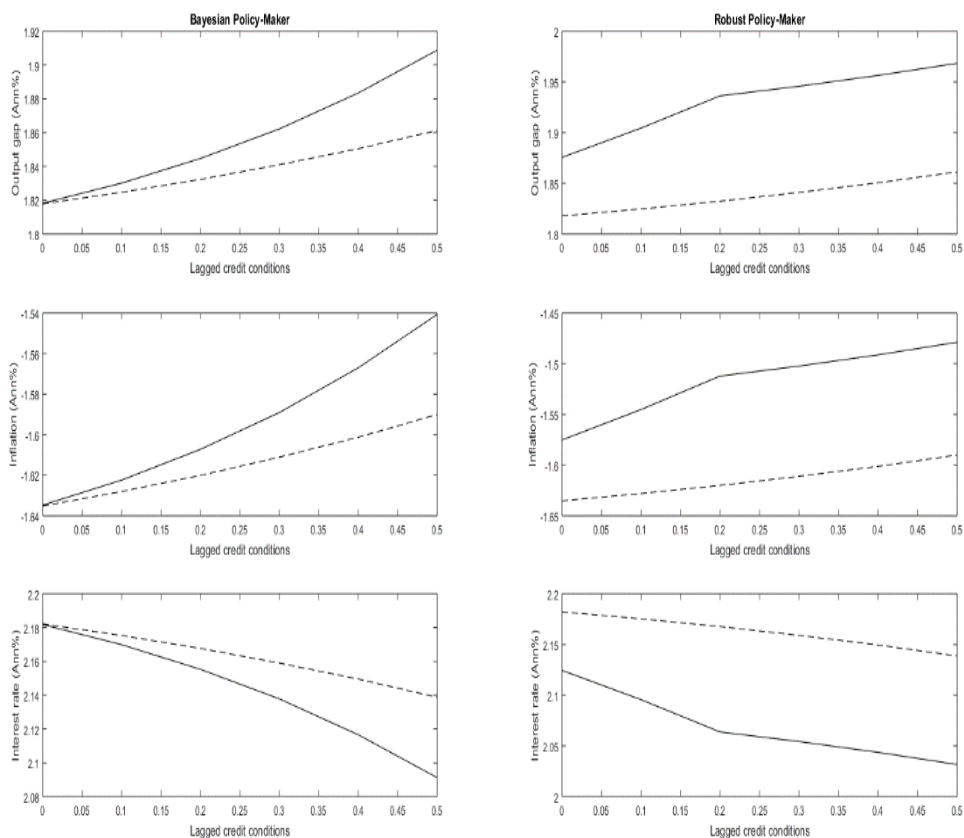 Bayesian Policy-Maker
1.92
1.9
1.88
1.86
1.84
1.82
1.8
Output gap (Ann%)
0 0.05 0.1 0.15 0.2 0.25 0.3 0.35 0.4 0.45 0.5
Lagged credit conditions
Robust Policy-Maker
2
1.95
1.9
1.85
1.8
Output gap (Ann%)
0 0.05 0.1 0.15 0.2 0.25 0.3 0.35 0.4 0.45 0.5
Lagged credit conditions
-1.54
-1.56
-1.58
-1.6
-1.62
-1.64
Inflation (Ann%)
0 0.05 0.1 0.15 0.2 0.25 0.3 0.35 0.4 0.45 0.5
Lagged credit conditions
-1.45
-1.5
-1.55
-1.6
-1.65
Inflation (Ann%)
0 0.05 0.1 0.15 0.2 0.25 0.3 0.35 0.4 0.45 0.5
Lagged credit conditions
2.2
2.18
2.16
2.14
2.12
2.1
2.08
Interest rate (Ann%)
0 0.05 0.1 0.15 0.2 0.25 0.3 0.35 0.4 0.45 0.5
Lagged credit conditions
2.2
2.15
2.1
2.05
2
Interest rate (Ann%)
0 0.05 0.1 0.15 0.2 0.25 0.3 0.35 0.4 0.45 0.5
Lagged credit conditions